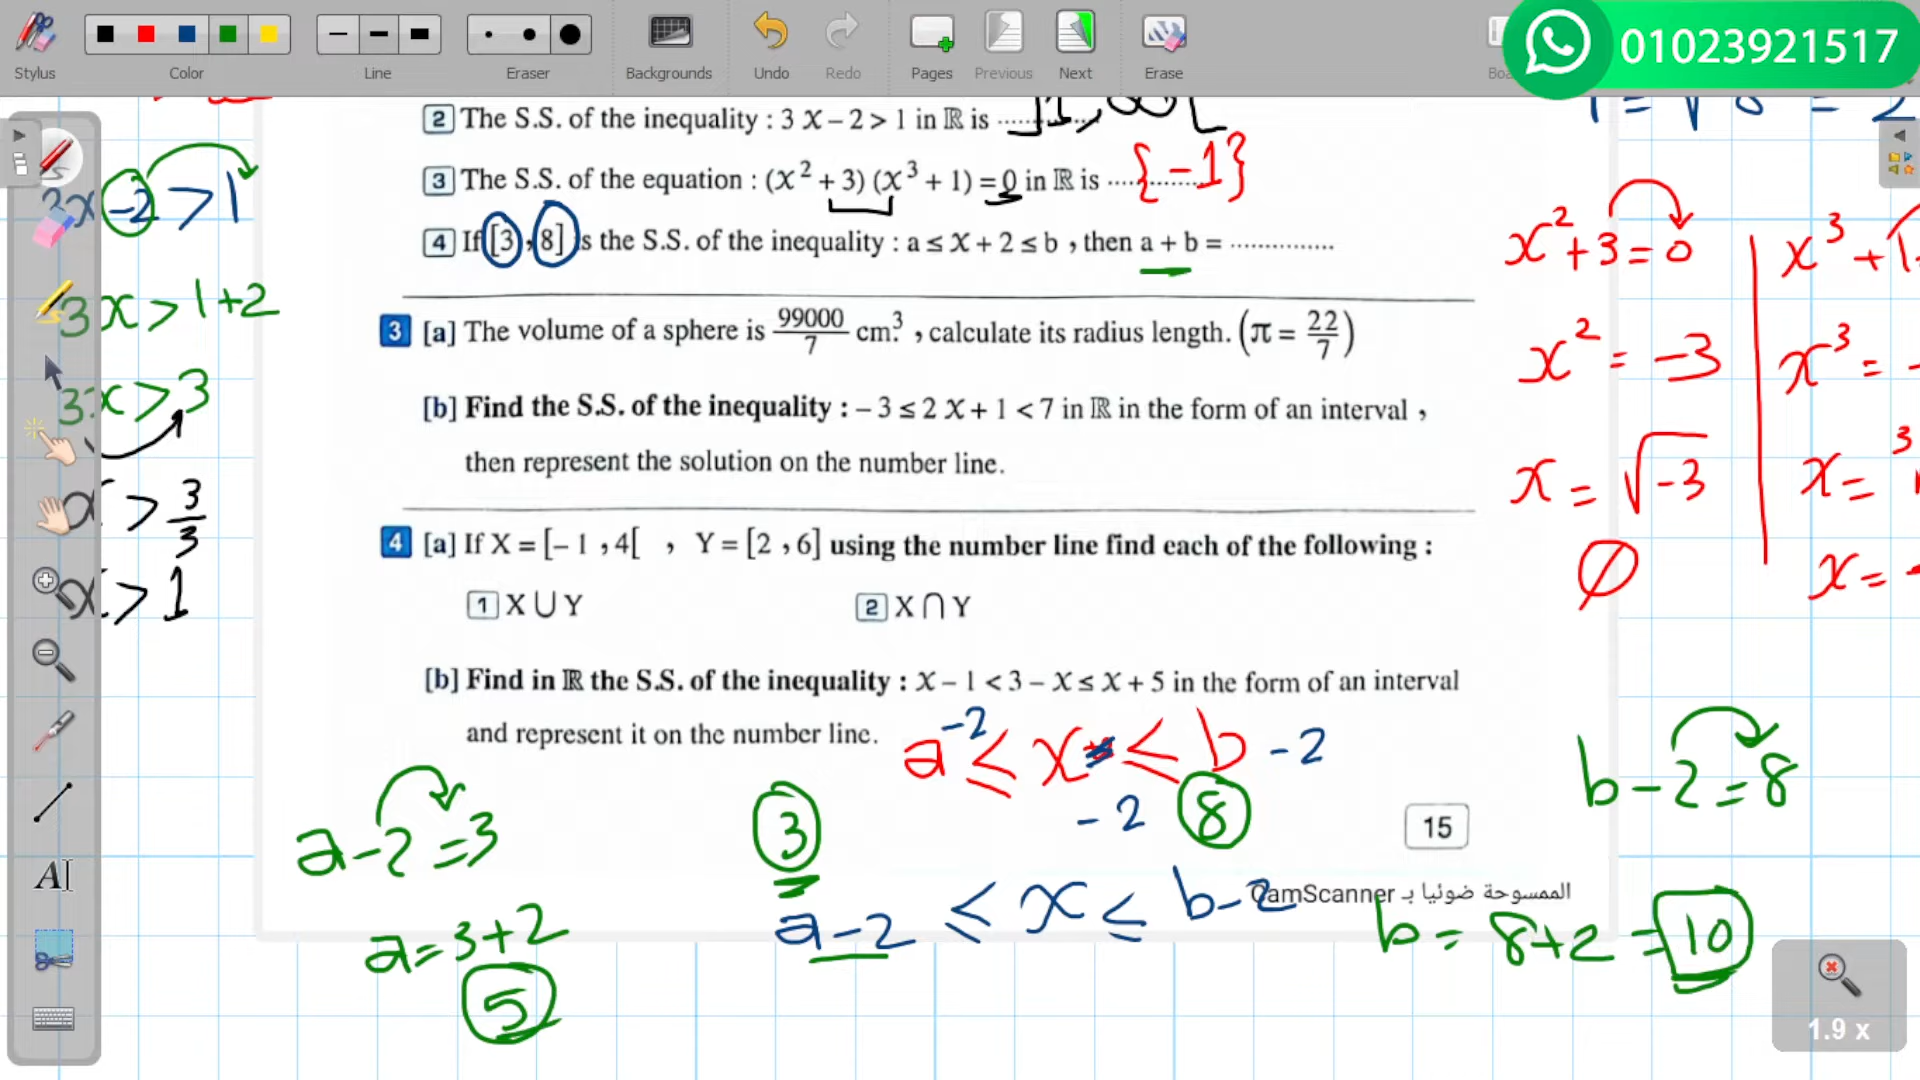 Stylus
Color
Line
Eraser
Backgrounds
Undo
Redo
Pages
Previous
Next
Erase
01023921517
2 The S.S. of the inequality : 3 X – 2 > 1 in ℝ is ............ ]1, ∞[
3 The S.S. of the equation : (X² + 3) (X³ + 1) = 0 in ℝ is ............ {-1}
4 If [3 , 8] is the S.S. of the inequality : a ≤ X + 2 ≤ b , then a + b = ...............
3 [a] The volume of a sphere is 99000/7 cm³. , calculate its radius length. (π = 22/7)
[b] Find the S.S. of the inequality : – 3 ≤ 2 X + 1 < 7 in ℝ in the form of an interval ,
then represent the solution on the number line.
4 [a] If X = [– 1 , 4[ , Y = [2 , 6] using the number line find each of the following :
1 X ∪ Y
2 X ∩ Y
[b] Find in ℝ the S.S. of the inequality : X – 1 < 3 – X ≤ X + 5 in the form of an interval
and represent it on the number line.
15
الممسوحة ضوئيا بـ CamScanner
3x -2 > 1
3x > 1+2
3x > 3
x > 3/3
x > 1
x²+3=0
x² = -3
x = √-3
∅
x³ + 1
x³ =
x = 3
x = -
a -2 ≤ x ≤ b -2
-2
3
8
a-2 ≤ x ≤ b-2
a-2=3
a=3+2
5
b-2=8
b = 8+2 = 10
1.9 x